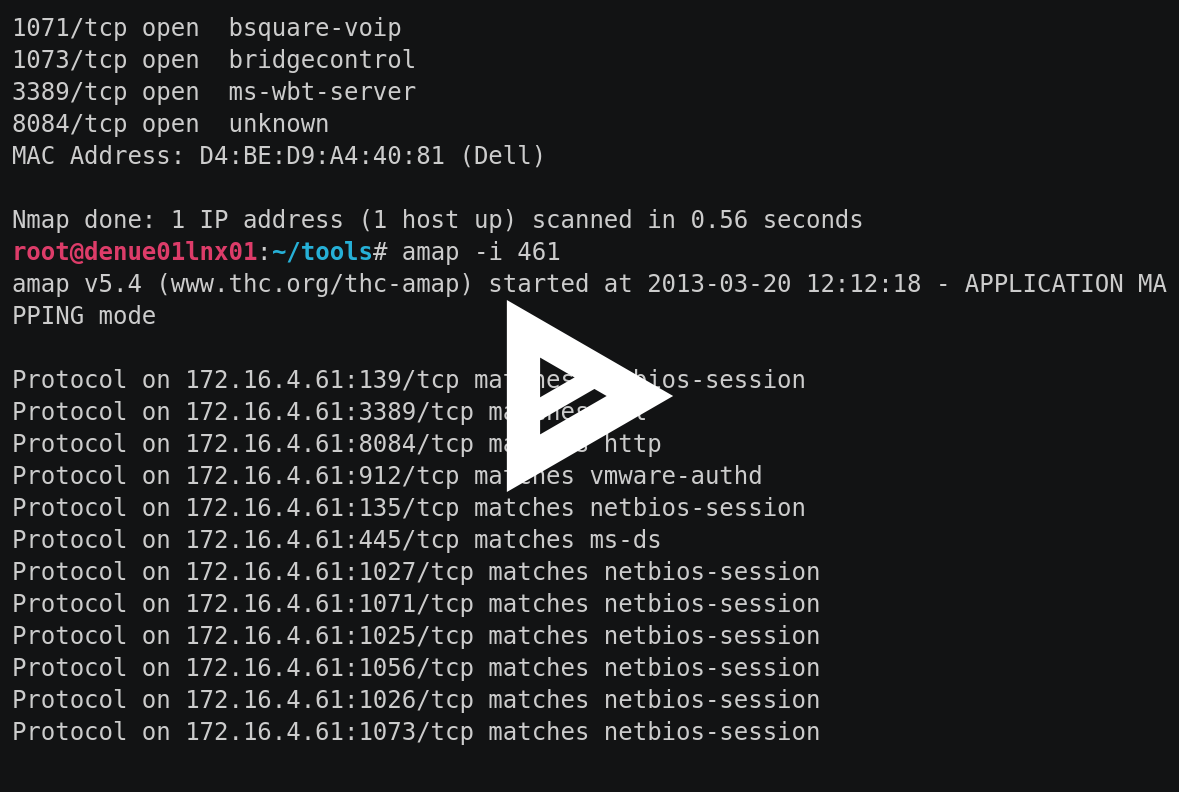 1071/tcp open  bsquare-voip
1073/tcp open  bridgecontrol
3389/tcp open  ms-wbt-server
8084/tcp open  unknown
MAC Address: D4:BE:D9:A4:40:81 (Dell)
Nmap done: 1 IP address (1 host up) scanned in 0.56 seconds
root@denue01lnx01:~/tools# amap -i 461
amap v5.4 (www.thc.org/thc-amap) started at 2013-03-20 12:12:18 - APPLICATION MA
PPING mode
Protocol on 172.16.4.61:139/tcp matches netbios-session
Protocol on 172.16.4.61:3389/tcp matches
Protocol on 172.16.4.61:8084/tcp matches http
Protocol on 172.16.4.61:912/tcp matches vmware-authd
Protocol on 172.16.4.61:135/tcp matches netbios-session
Protocol on 172.16.4.61:445/tcp matches ms-ds
Protocol on 172.16.4.61:1027/tcp matches netbios-session
Protocol on 172.16.4.61:1071/tcp matches netbios-session
Protocol on 172.16.4.61:1025/tcp matches netbios-session
Protocol on 172.16.4.61:1056/tcp matches netbios-session
Protocol on 172.16.4.61:1026/tcp matches netbios-session
Protocol on 172.16.4.61:1073/tcp matches netbios-session